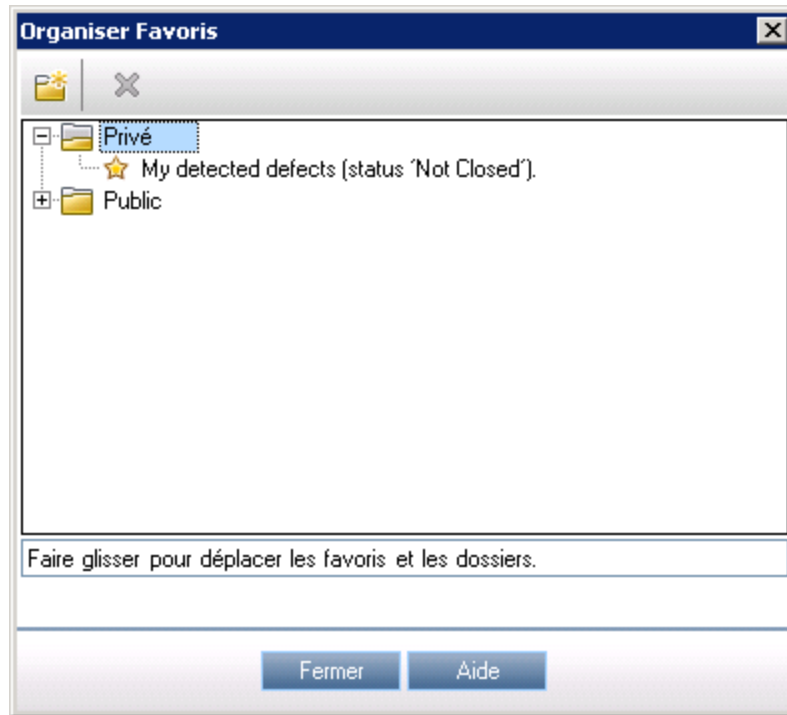 Organiser Favoris
Privé
My detected defects (status ´Not Closed´).
Public
Faire glisser pour déplacer les favoris et les dossiers.
Fermer Aide